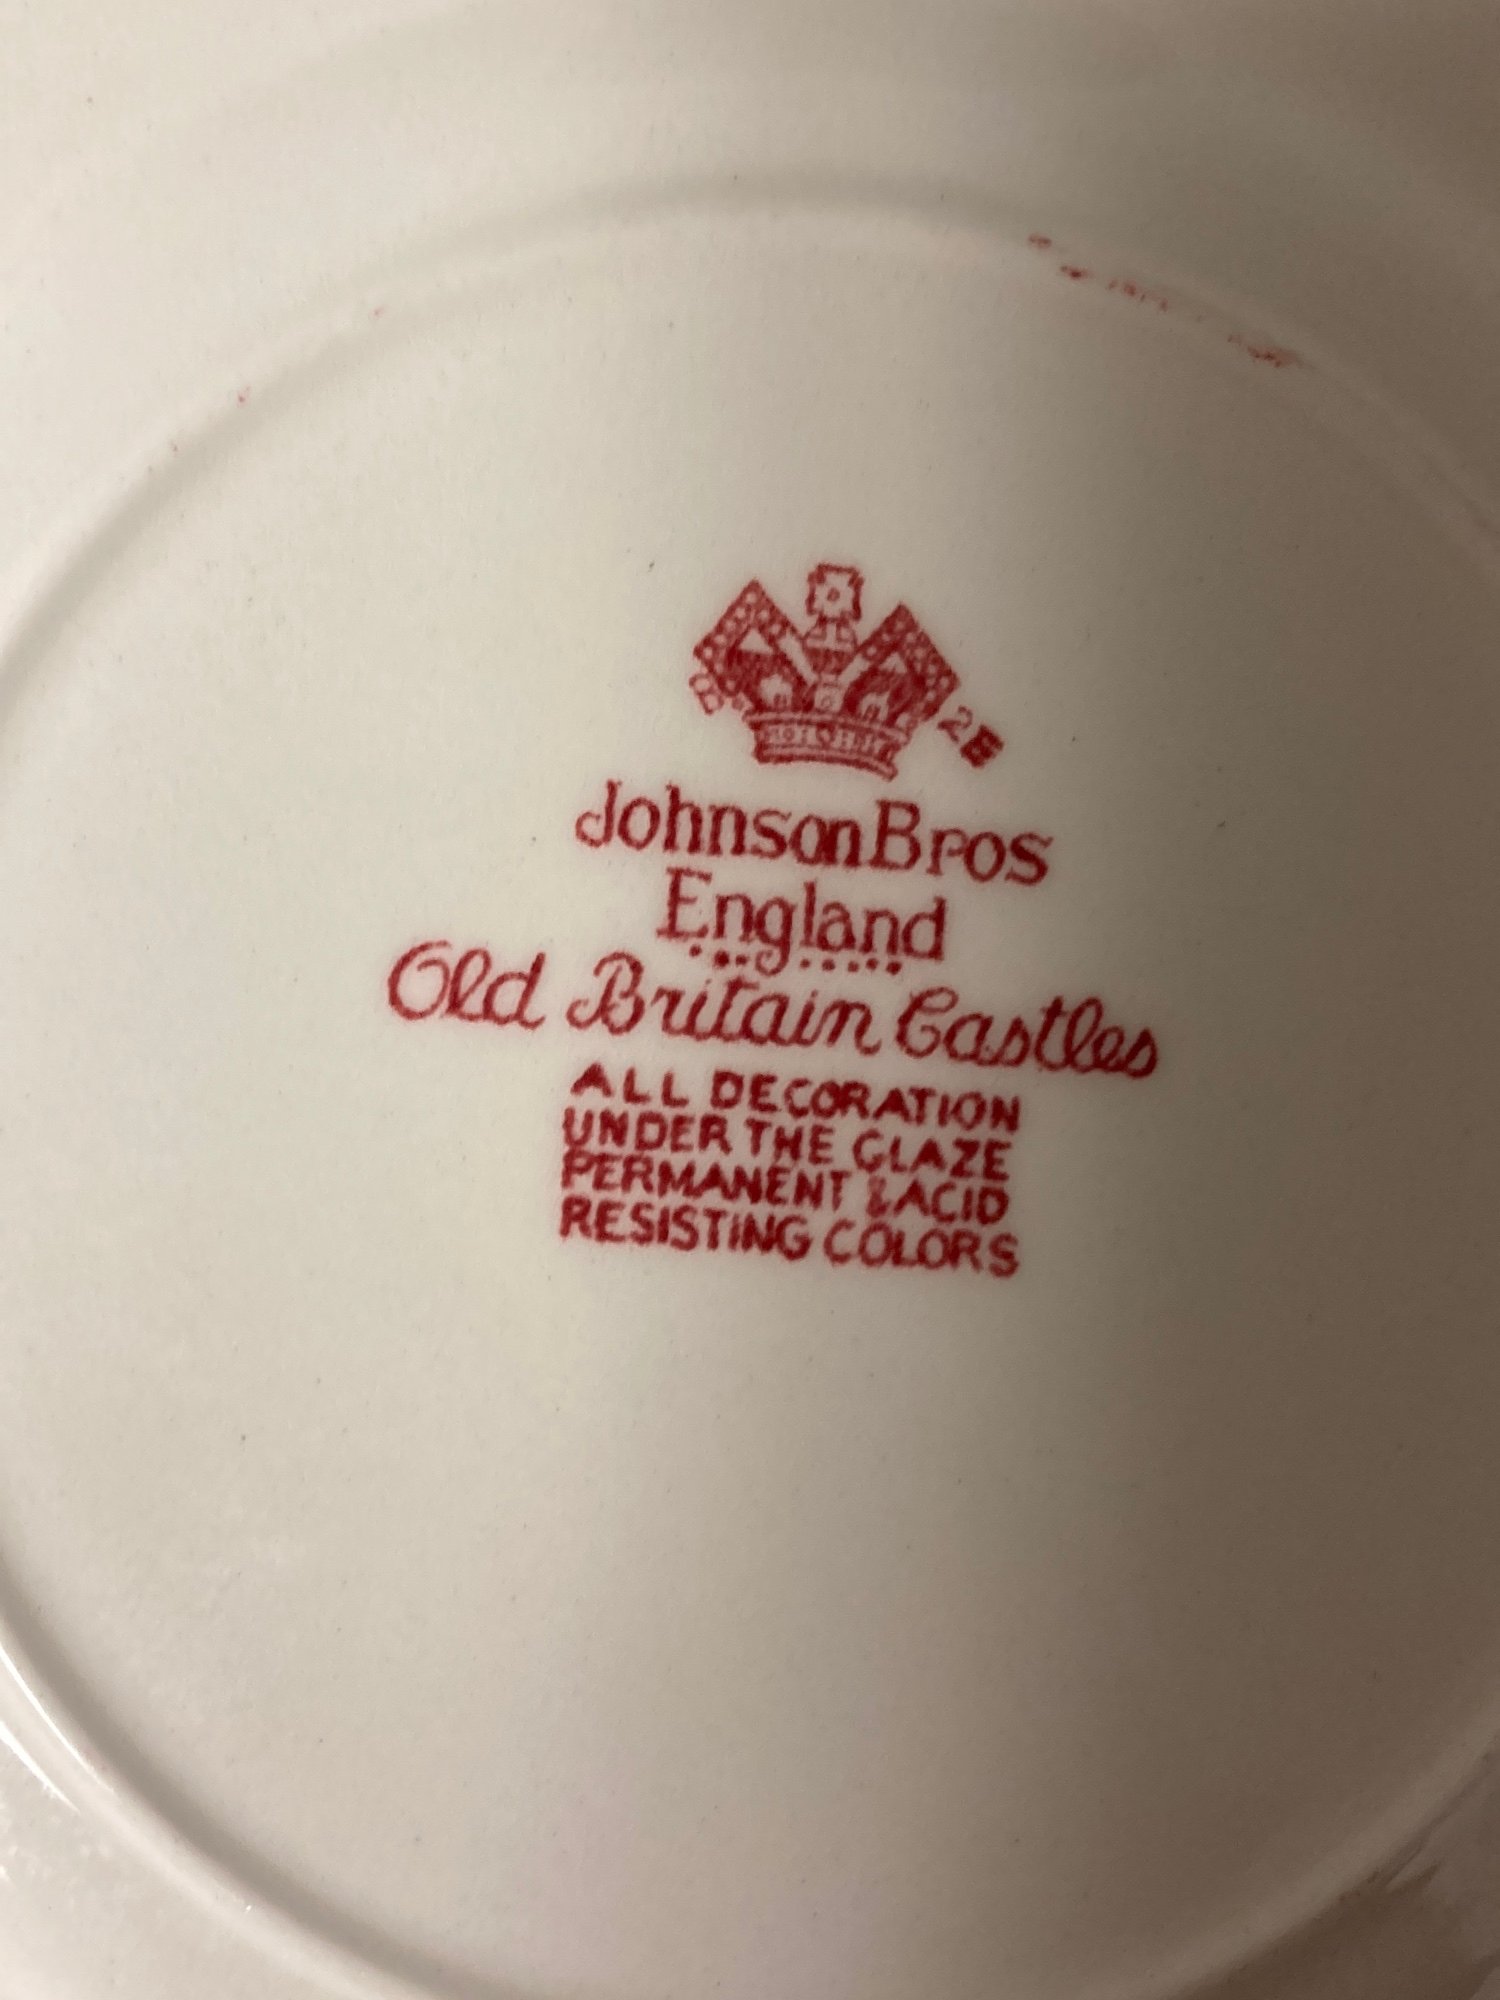 Johnson Bros
England
Old Britain Castles
ALL DECORATION
UNDER THE GLAZE
PERMANENT & ACID
RESISTING COLORS